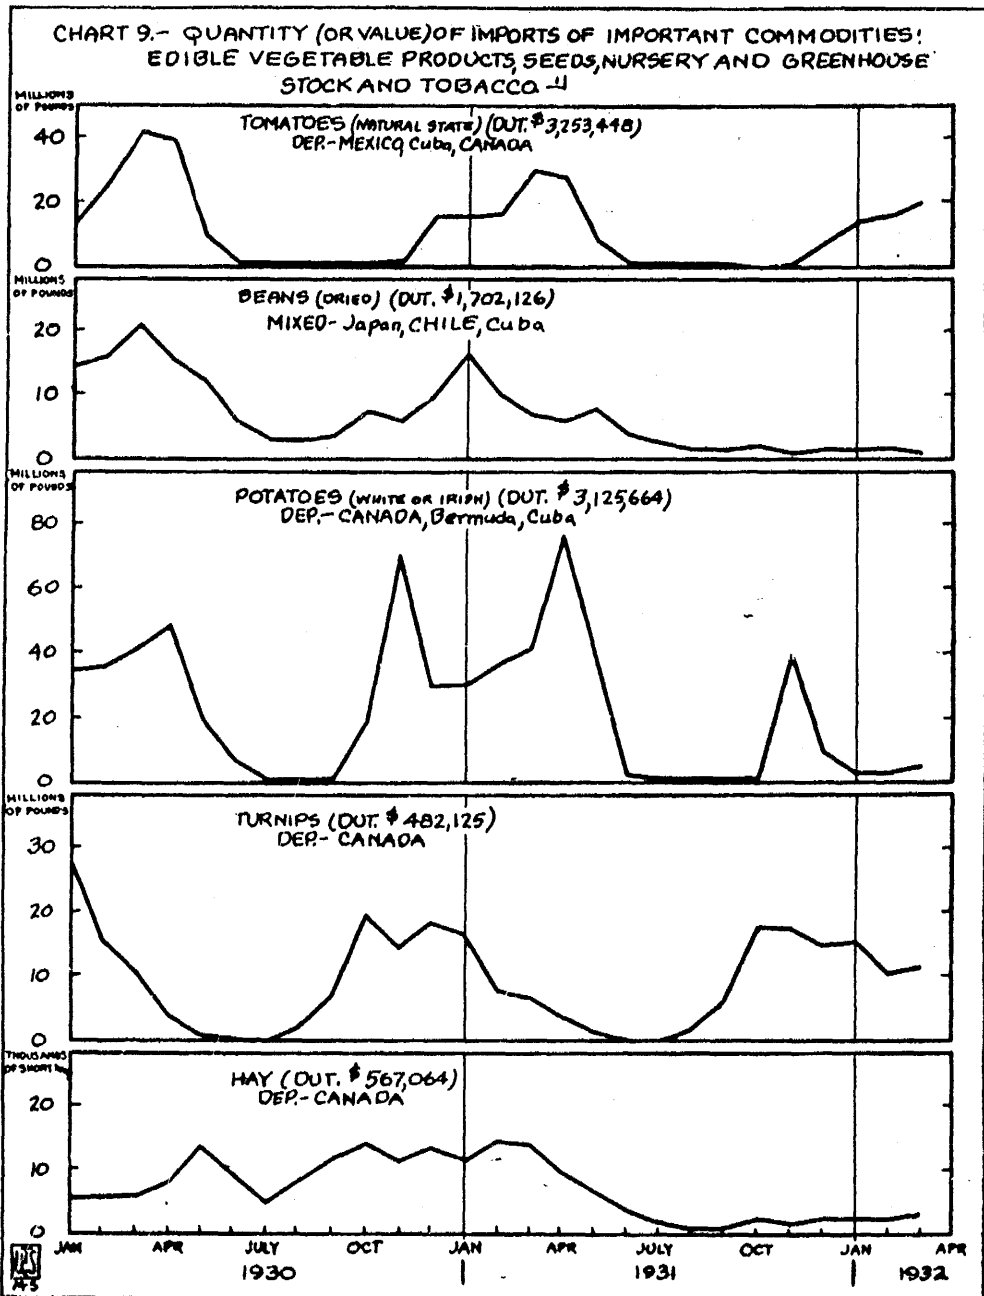 CHART 9.- QUANTITY (OR VALUE) OF IMPORTS OF IMPORTANT COMMODITIES:
EDIBLE VEGETABLE PRODUCTS, SEEDS, NURSERY AND GREENHOUSE
STOCK AND TOBACCO
MILLIONS
OF POUNDS
TOMATOES (NATURAL STATE) (DUT. $3,253,448)
DEP.-MEXICO, Cuba, CANADA
40
20
0
MILLIONS
OF POUNDS
BEANS (DRIED) (DUT. $1,702,126)
MIXED- Japan, CHILE, Cuba
20
10
0
MILLIONS
OF POUNDS
POTATOES (WHITE OR IRISH) (DUT. $3,125,664)
DEP.- CANADA, Bermuda, Cuba
80
60
40
20
0
MILLIONS
OF POUNDS
TURNIPS (DUT. $482,125)
DEP.- CANADA
30
20
10
0
THOUSANDS
OF SHORT
HAY (DUT. $567,064)
DEP.- CANADA
20
10
0
JAN APR JULY OCT JAN APR JULY OCT JAN APR
1930 1931 1932